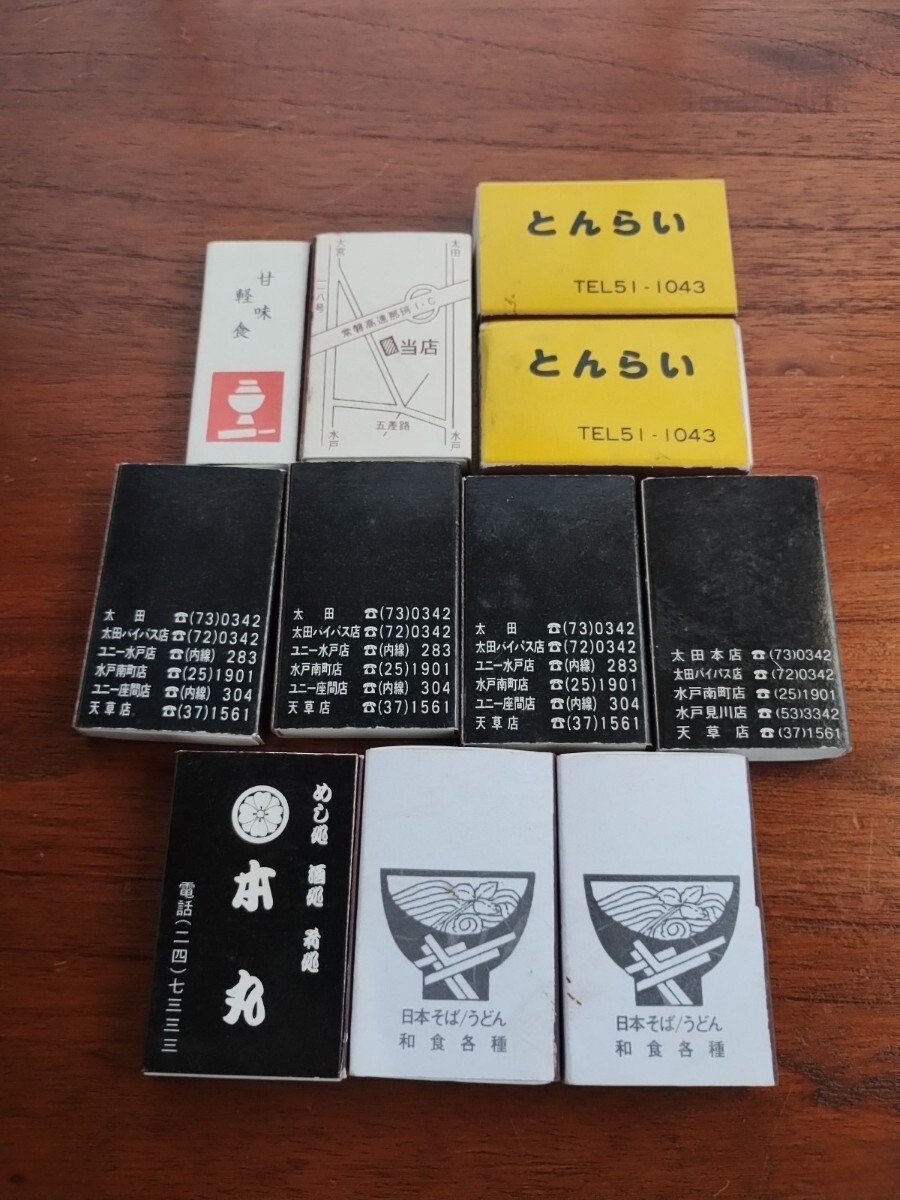 甘味
軽食
大宮
太田
一一八号
常磐高速那珂I・C
当店
五差路
水戸
水戸
とんらい
TEL51-1043
とんらい
TEL51-1043
太田 ☎(73)0342
太田バイパス店 ☎(72)0342
ユニー水戸店 ☎(内線)283
水戸南町店 ☎(25)1901
ユニー座間店 ☎(内線)304
天草店 ☎(37)1561
太田 ☎(73)0342
太田バイパス店 ☎(72)0342
ユニー水戸店 ☎(内線)283
水戸南町店 ☎(25)1901
ユニー座間店 ☎(内線)304
天草店 ☎(37)1561
太田 ☎(73)0342
太田バイパス店 ☎(72)0342
ユニー水戸店 ☎(内線)283
水戸南町店 ☎(25)1901
ユニー座間店 ☎(内線)304
天草店 ☎(37)1561
太田本店 ☎(73)0342
太田バイパス店 ☎(72)0342
水戸南町店 ☎(25)1901
水戸見川店 ☎(53)3342
天草店 ☎(37)1561
めし処 酒処 肴処
本丸
電話(二四)七三三三
日本そば/うどん
和食各種
日本そば/うどん
和食各種